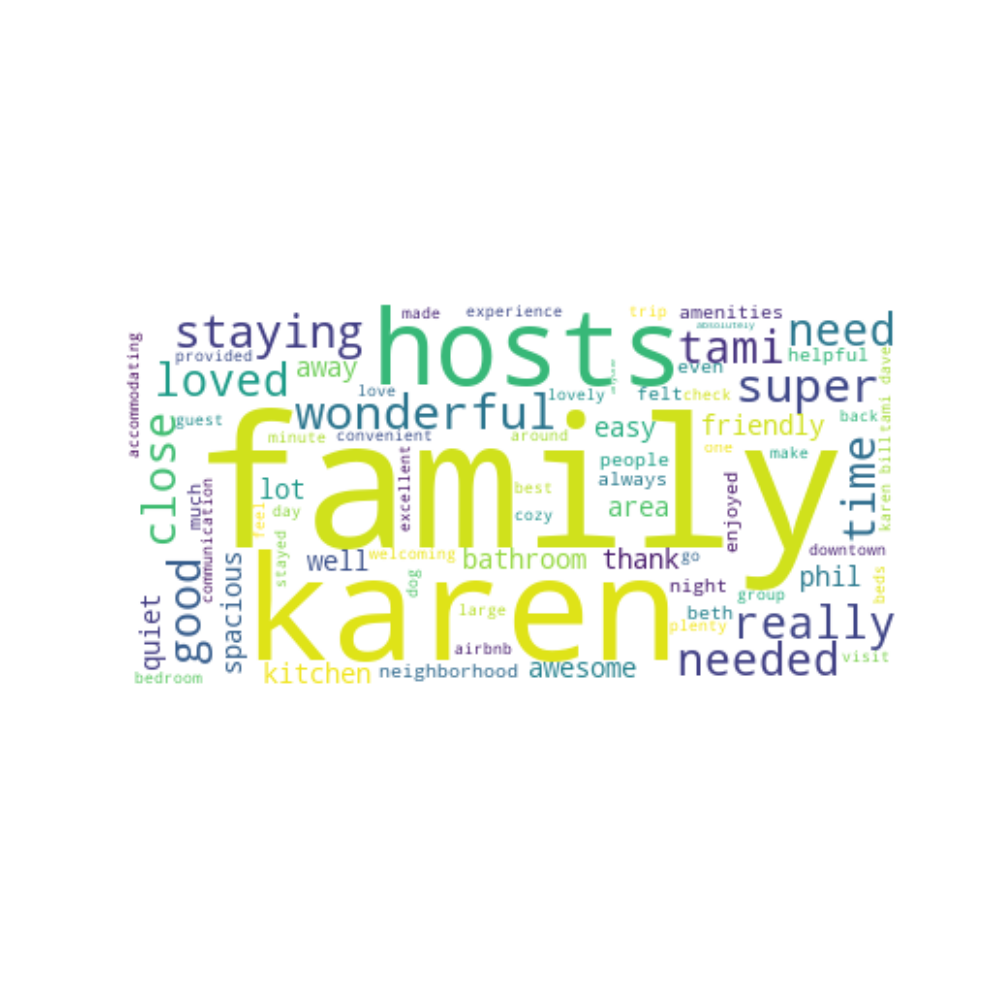 made
experience
trip
amenities
absolutely
staying
hosts
tami
need
provided
helpful
accommodating
loved
away
even
super
love
lovely
felt
check
karen billtami dave
guest
wonderful
back
close
minute
convenient
around
easy
friendly
one
make
time
family
people
always
excellent
lot
best
much
communication
feel
day
cozy
area
enjoyed
downtown
well
welcoming
bathroom
thank
go
good
spacious
stayed
karen
dog
night
phil
beds
group
quiet
large
beth
plenty
really
airbnb
kitchen
neighborhood
awesome
needed
visit
bedroom